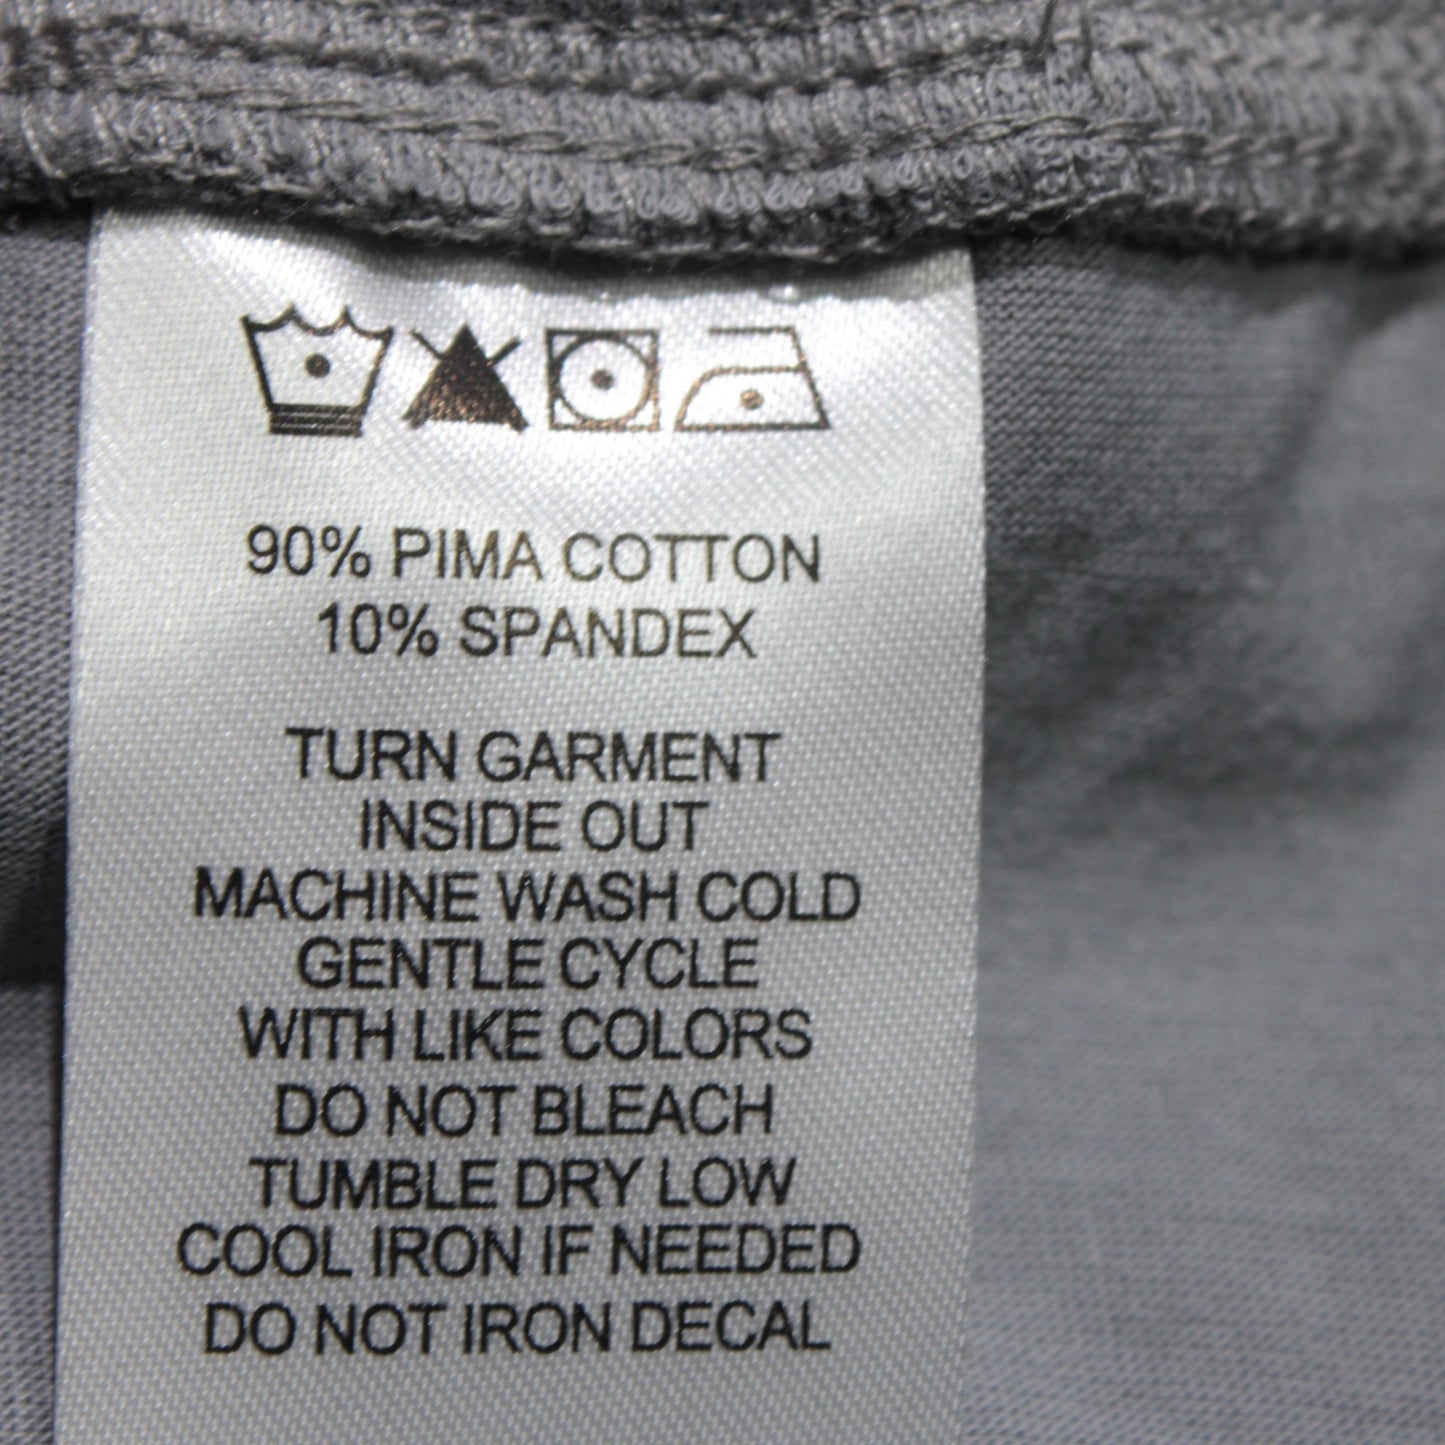 90% PIMA COTTON
10% SPANDEX
TURN GARMENT
INSIDE OUT
MACHINE WASH COLD
GENTLE CYCLE
WITH LIKE COLORS
DO NOT BLEACH
TUMBLE DRY LOW
COOL IRON IF NEEDED
DO NOT IRON DECAL